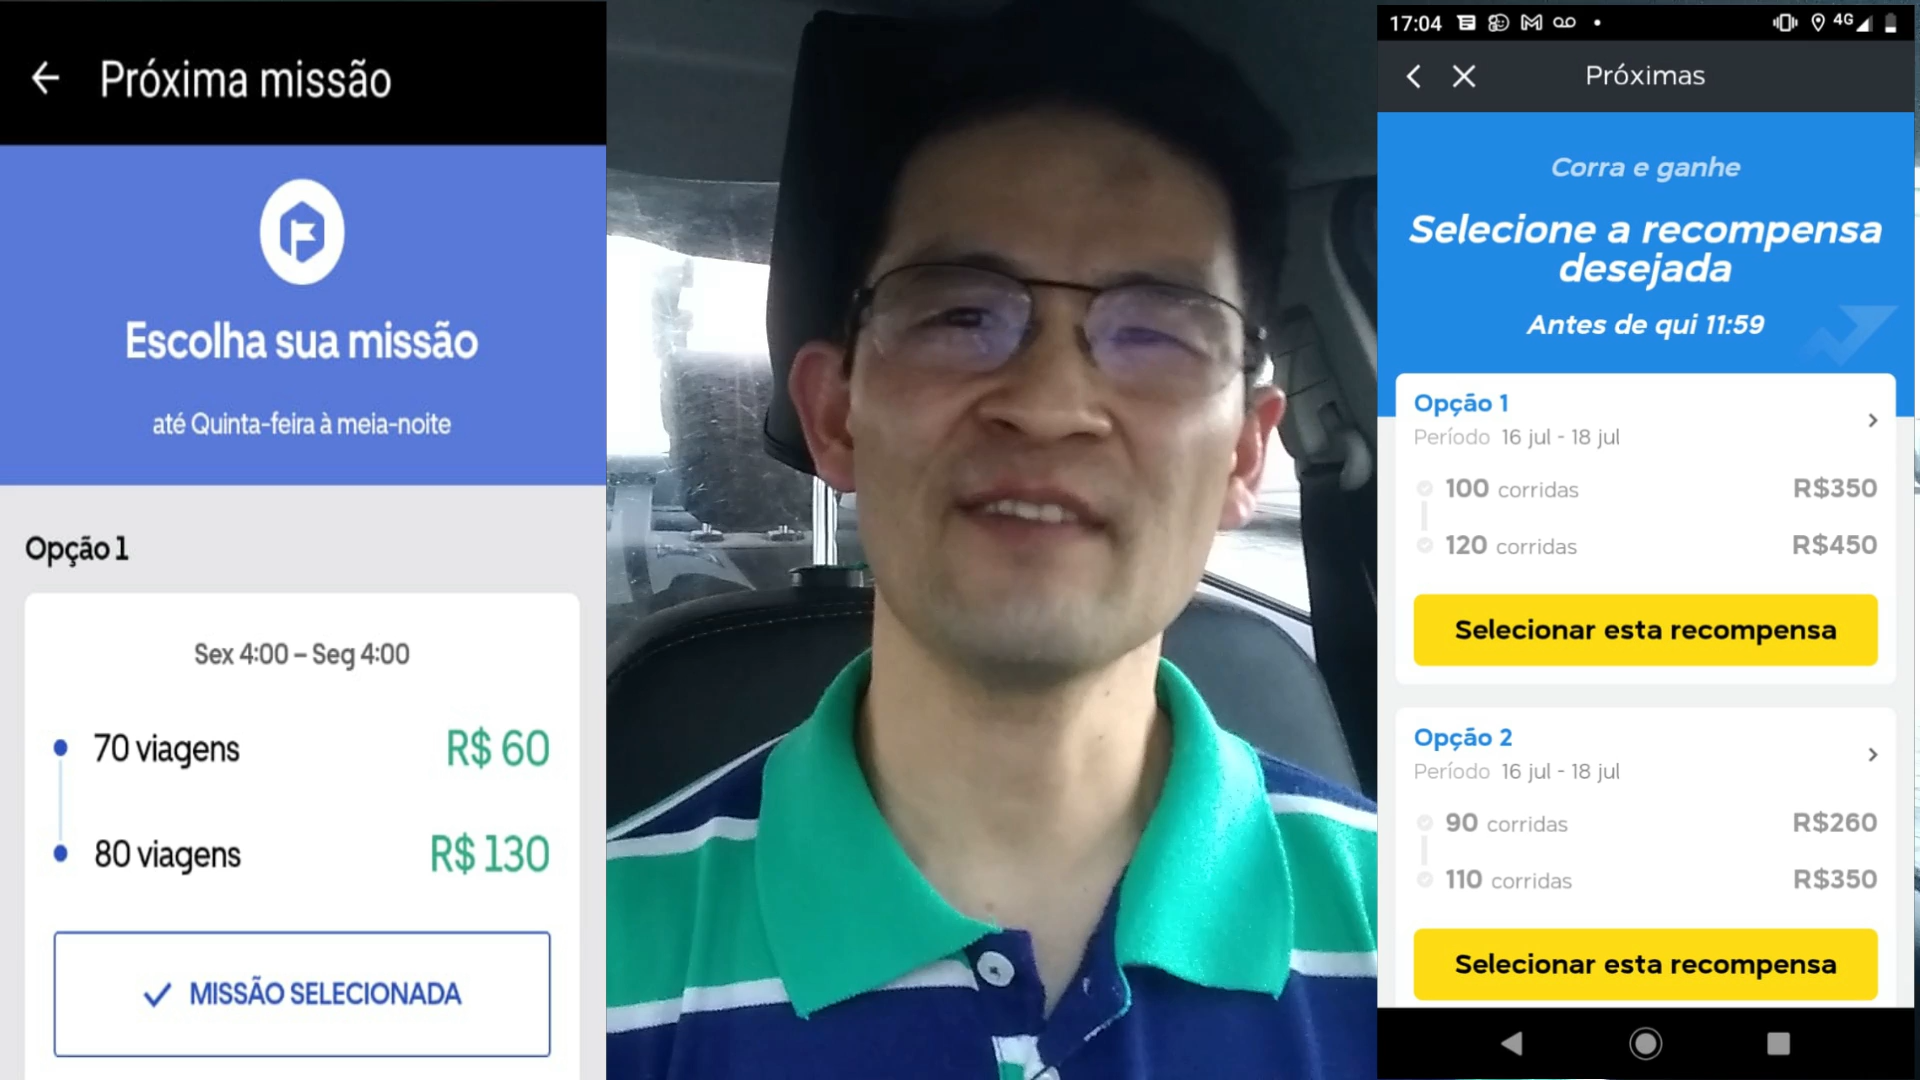 Próxima missão
Escolha sua missão
até Quinta-feira à meia-noite
Opção 1
Sex 4:00 – Seg 4:00
70 viagens R$ 60
80 viagens R$ 130
MISSÃO SELECIONADA
17:04 4G
Próximas
Corra e ganhe
Selecione a recompensa
desejada
Antes de qui 11:59
Opção 1
Período 16 jul - 18 jul
100 corridas R$350
120 corridas R$450
Selecionar esta recompensa
Opção 2
Período 16 jul - 18 jul
90 corridas R$260
110 corridas R$350
Selecionar esta recompensa